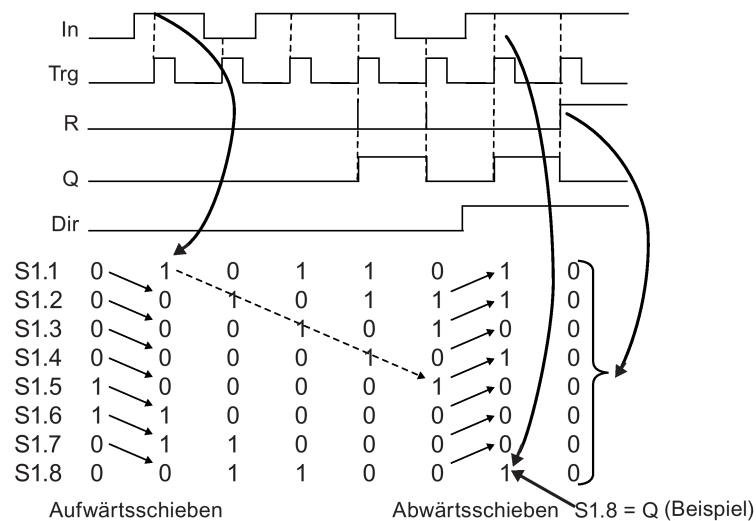 In
Trg
R
Q
Dir
S1.1 0 1 0 1 1 0 1 0
S1.2 0 0 1 0 1 1 1 0
S1.3 0 0 0 1 0 1 0 0
S1.4 0 0 0 0 1 0 1 0
S1.5 1 0 0 0 0 1 0 0
S1.6 1 1 0 0 0 0 0 0
S1.7 0 1 1 0 0 0 0 0
S1.8 0 0 1 1 0 0 1 0
Aufwärtsschieben Abwärtsschieben S1.8 = Q (Beispiel)